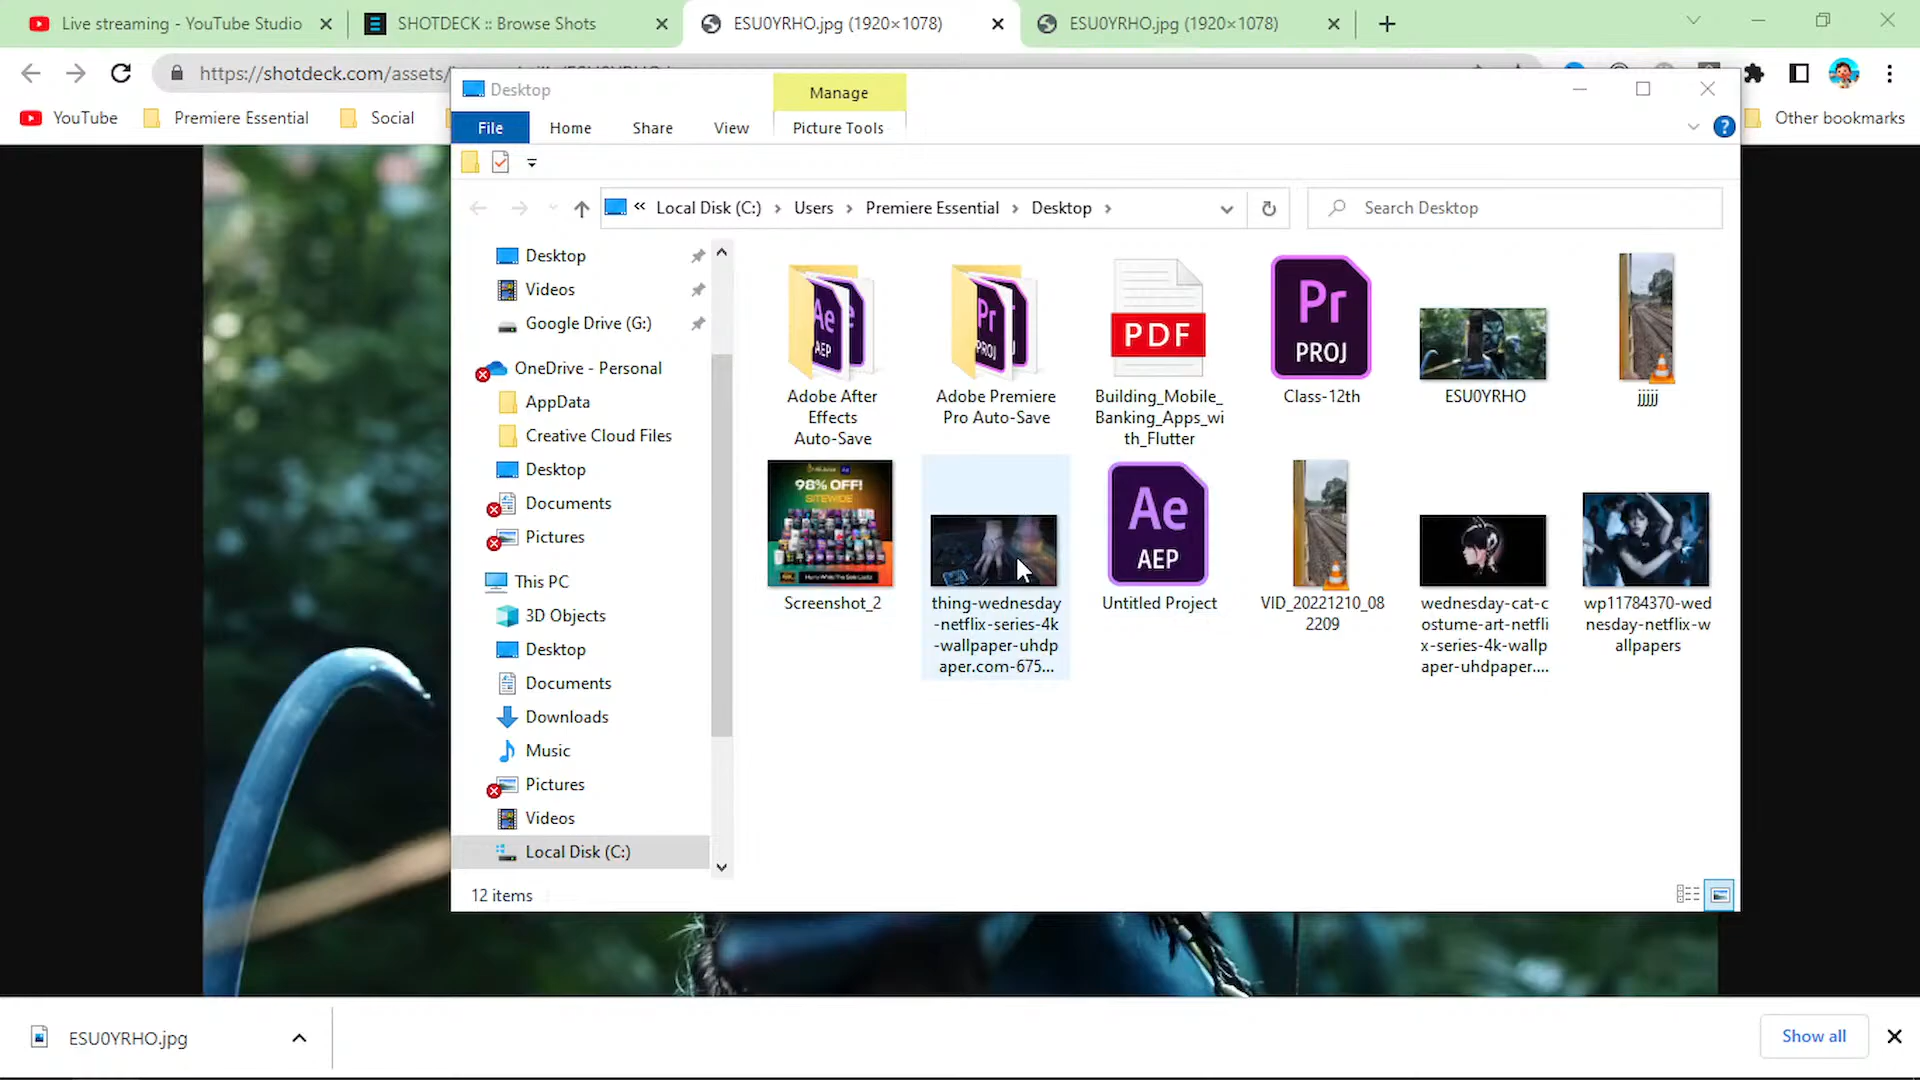 Live streaming - YouTube Studio
SHOTDECK :: Browse Shots
ESU0YRHO.jpg (1920×1078)
ESU0YRHO.jpg (1920×1078)
https://shotdeck.com/assets/
YouTube
Premiere Essential
Social
Other bookmarks
Desktop
Manage
File
Home
Share
View
Picture Tools
« Local Disk (C:) › Users › Premiere Essential › Desktop ›
Search Desktop
Desktop
Videos
Google Drive (G:)
OneDrive - Personal
AppData
Creative Cloud Files
Desktop
Documents
Pictures
This PC
3D Objects
Desktop
Documents
Downloads
Music
Pictures
Videos
Local Disk (C:)
Ae
AEP
Adobe After
Effects
Auto-Save
Pr
PROJ
Adobe Premiere
Pro Auto-Save
PDF
Building_Mobile_
Banking_Apps_wi
th_Flutter
Pr
PROJ
Class-12th
ESU0YRHO
jjjjj
98% OFF!
SITEWIDE
Screenshot_2
thing-wednesday
-netflix-series-4k
-wallpaper-uhdp
aper.com-675...
Ae
AEP
Untitled Project
VID_20221210_08
2209
wednesday-cat-c
ostume-art-netfli
x-series-4k-wallp
aper-uhdpaper....
wp11784370-wed
nesday-netflix-w
allpapers
12 items
ESU0YRHO.jpg
Show all